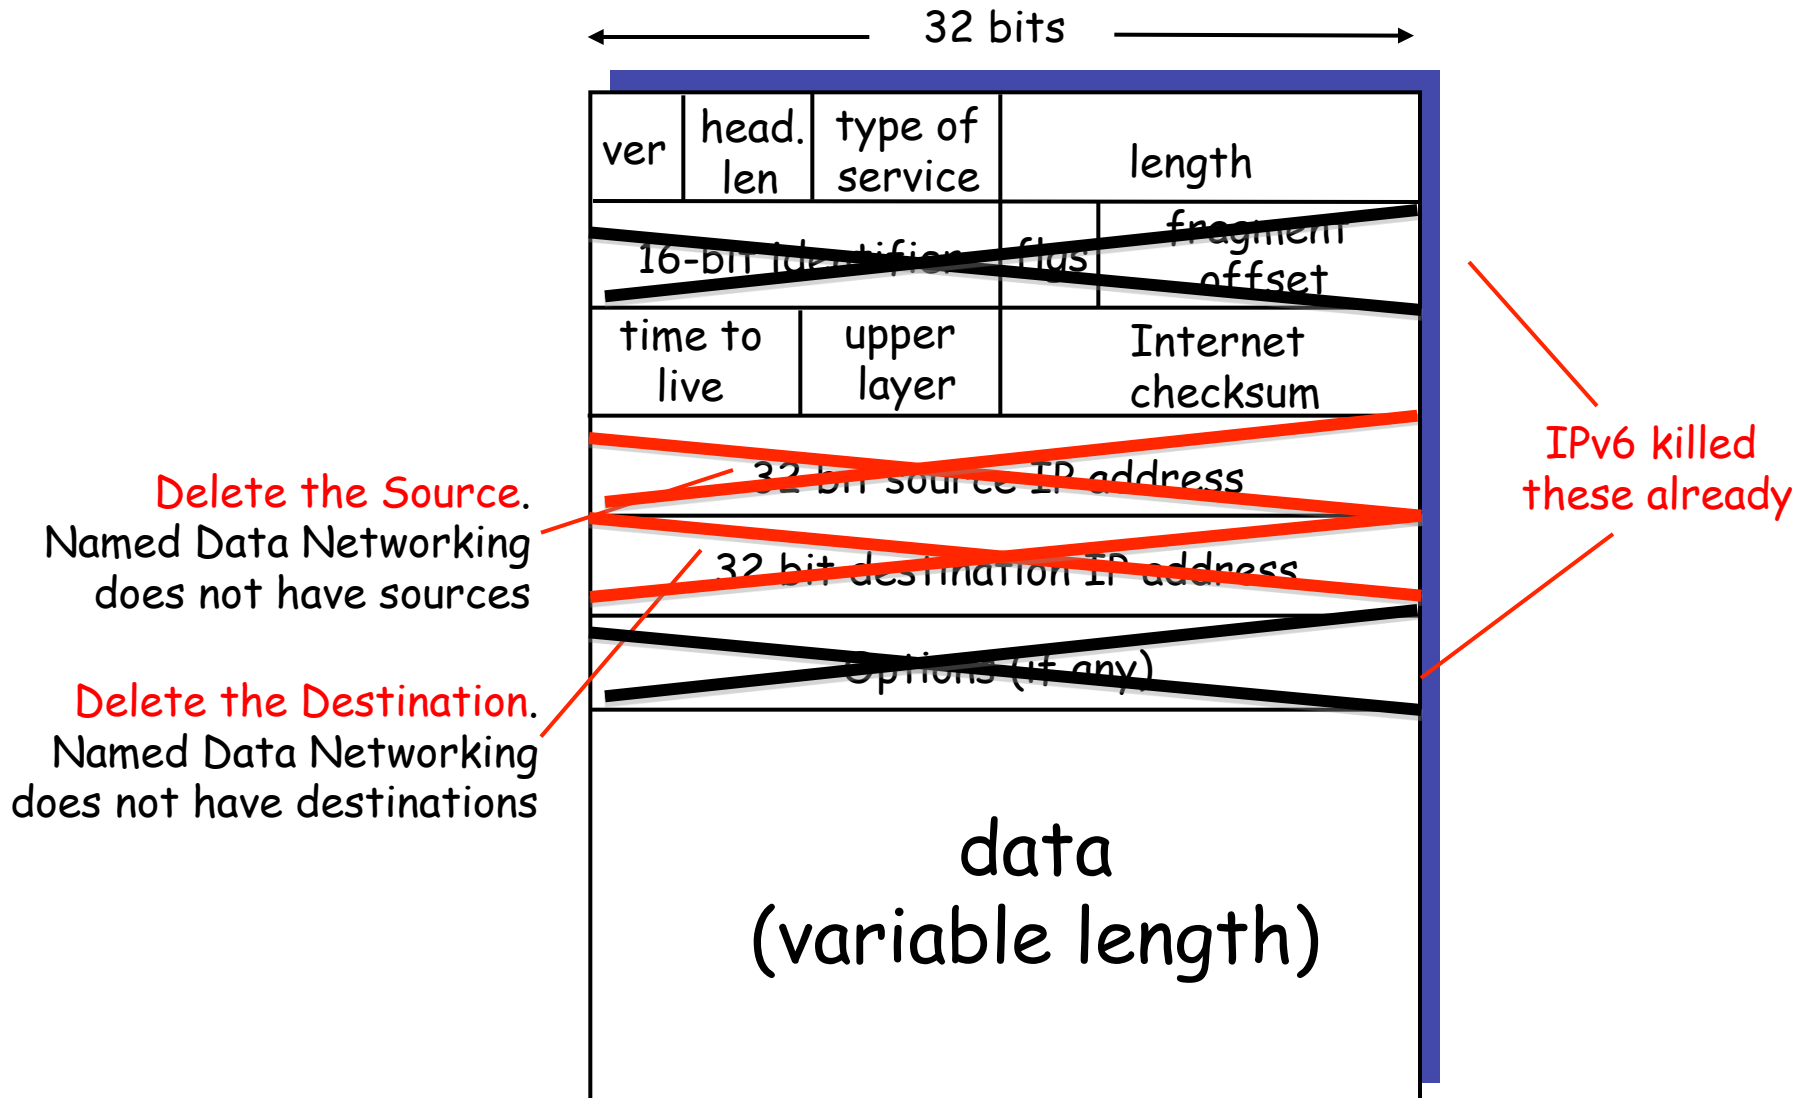 32 bits
ver
head.
len
type of
service
length
16-bit identifier
flgs
fragment
offset
time to
live
upper
layer
Internet
checksum
32 bit source IP address
32 bit destination IP address
Options (if any)
data
(variable length)
Delete the Source.
Named Data Networking
does not have sources
Delete the Destination.
Named Data Networking
does not have destinations
IPv6 killed
these already